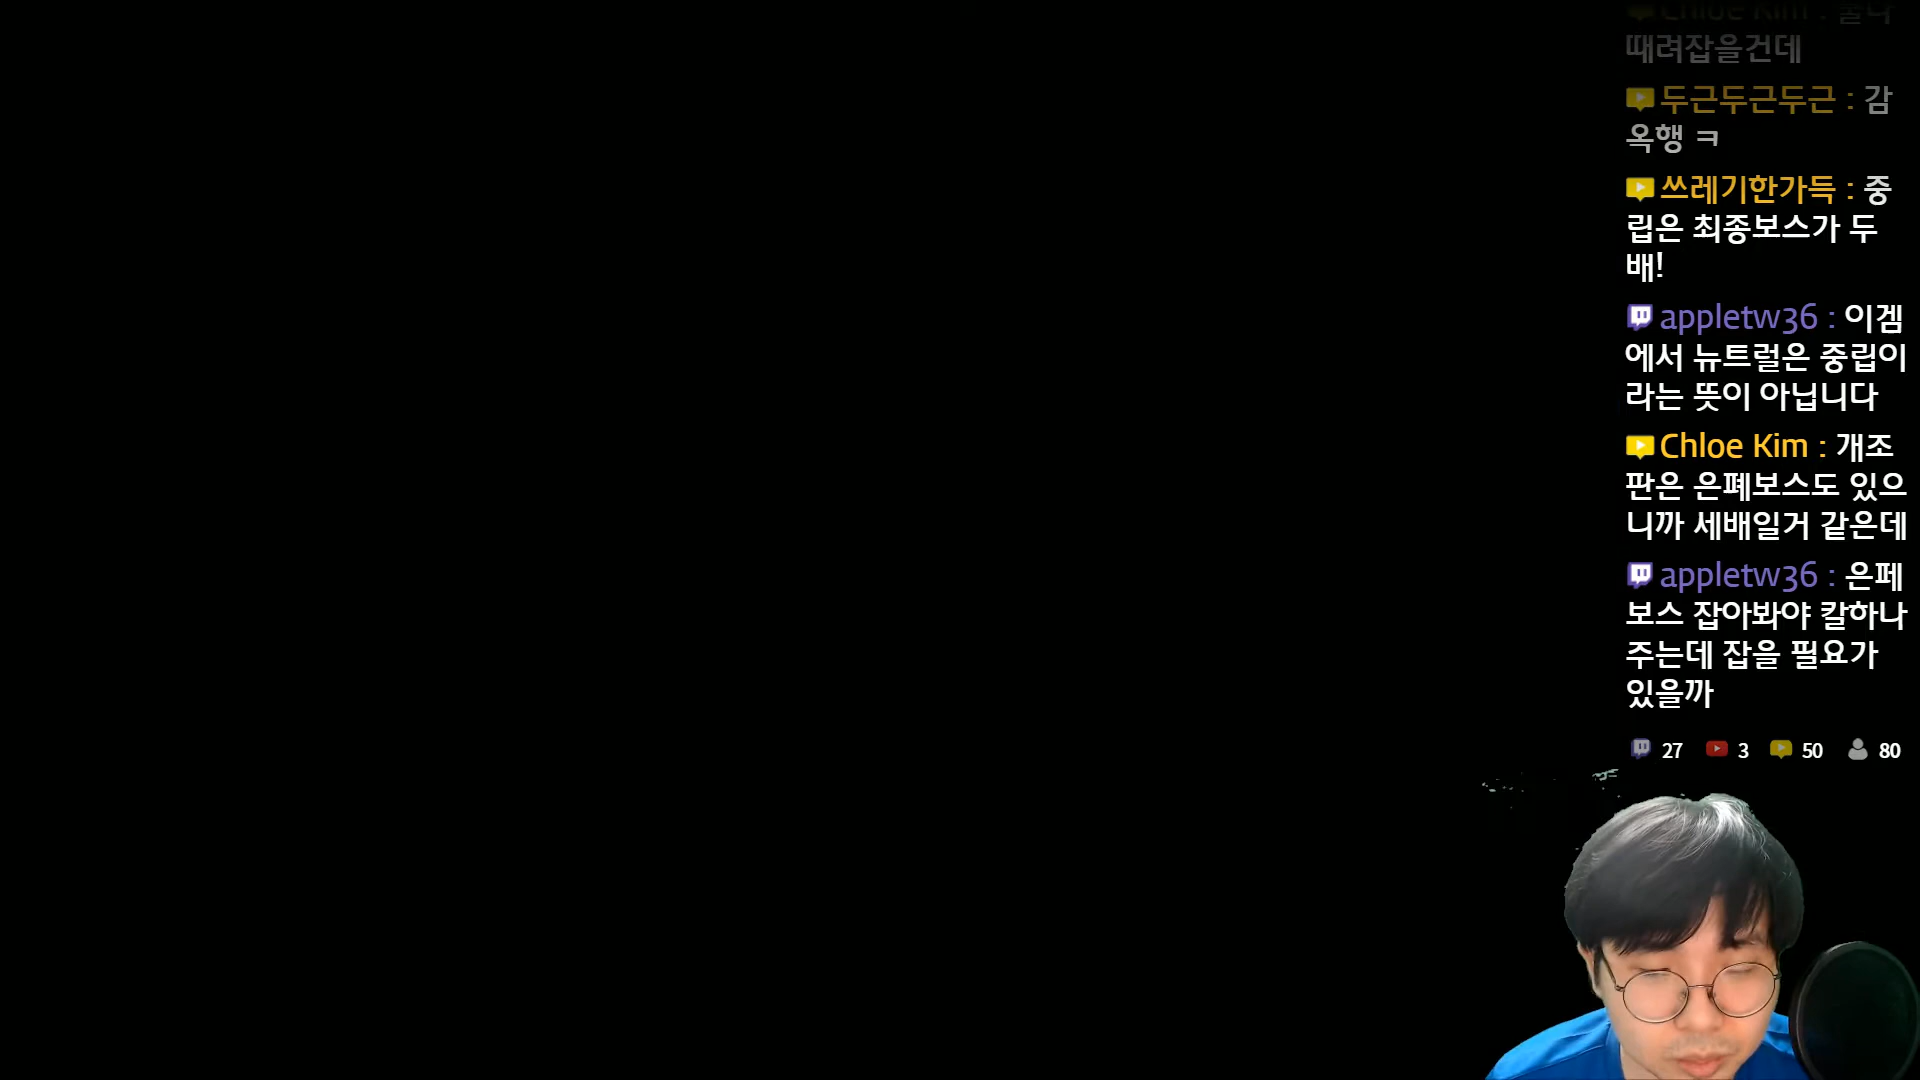 Chloe Kim : 둘다
때려잡을건데
두근두근두근 : 감
옥행 ㅋ
쓰레기한가득 : 중
립은 최종보스가 두
배!
appletw36 : 이겜
에서 뉴트럴은 중립이
라는 뜻이 아닙니다
Chloe Kim : 개조
판은 은폐보스도 있으
니까 세배일거 같은데
appletw36 : 은페
보스 잡아봐야 칼하나
주는데 잡을 필요가
있을까
27 3 50 80